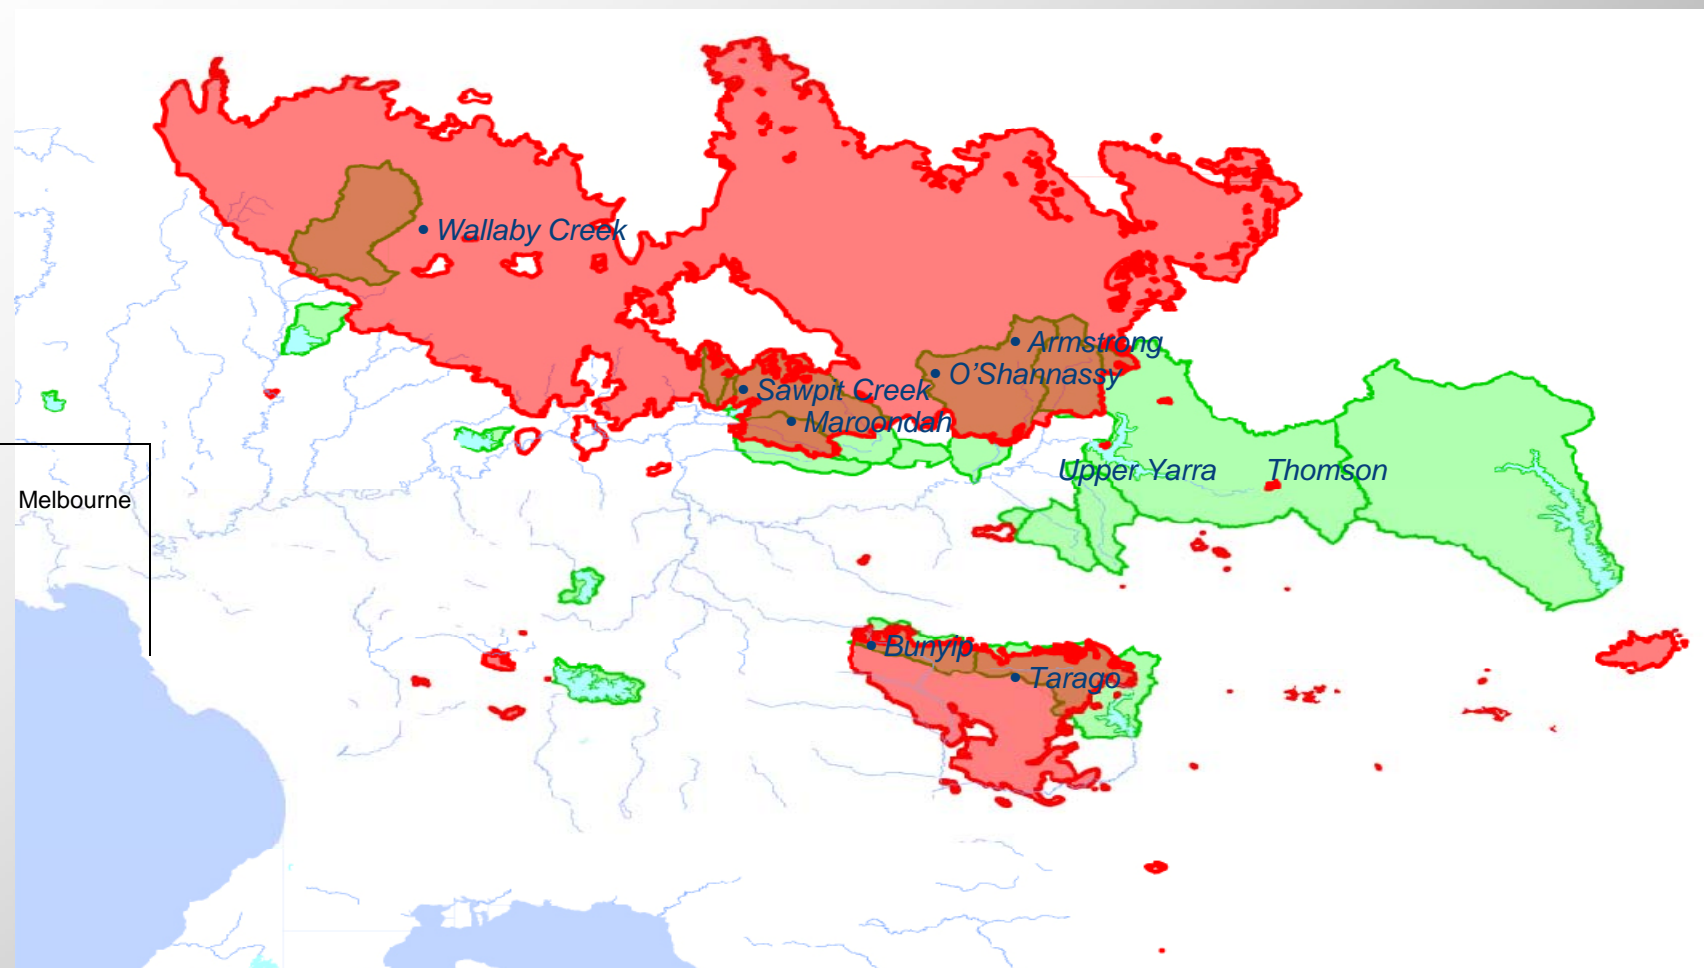 • Wallaby Creek
• Armstrong
• O'Shannassy
• Sawpit Creek
• Maroondah
Upper Yarra
Thomson
Melbourne
• Bunyip
• Tarago